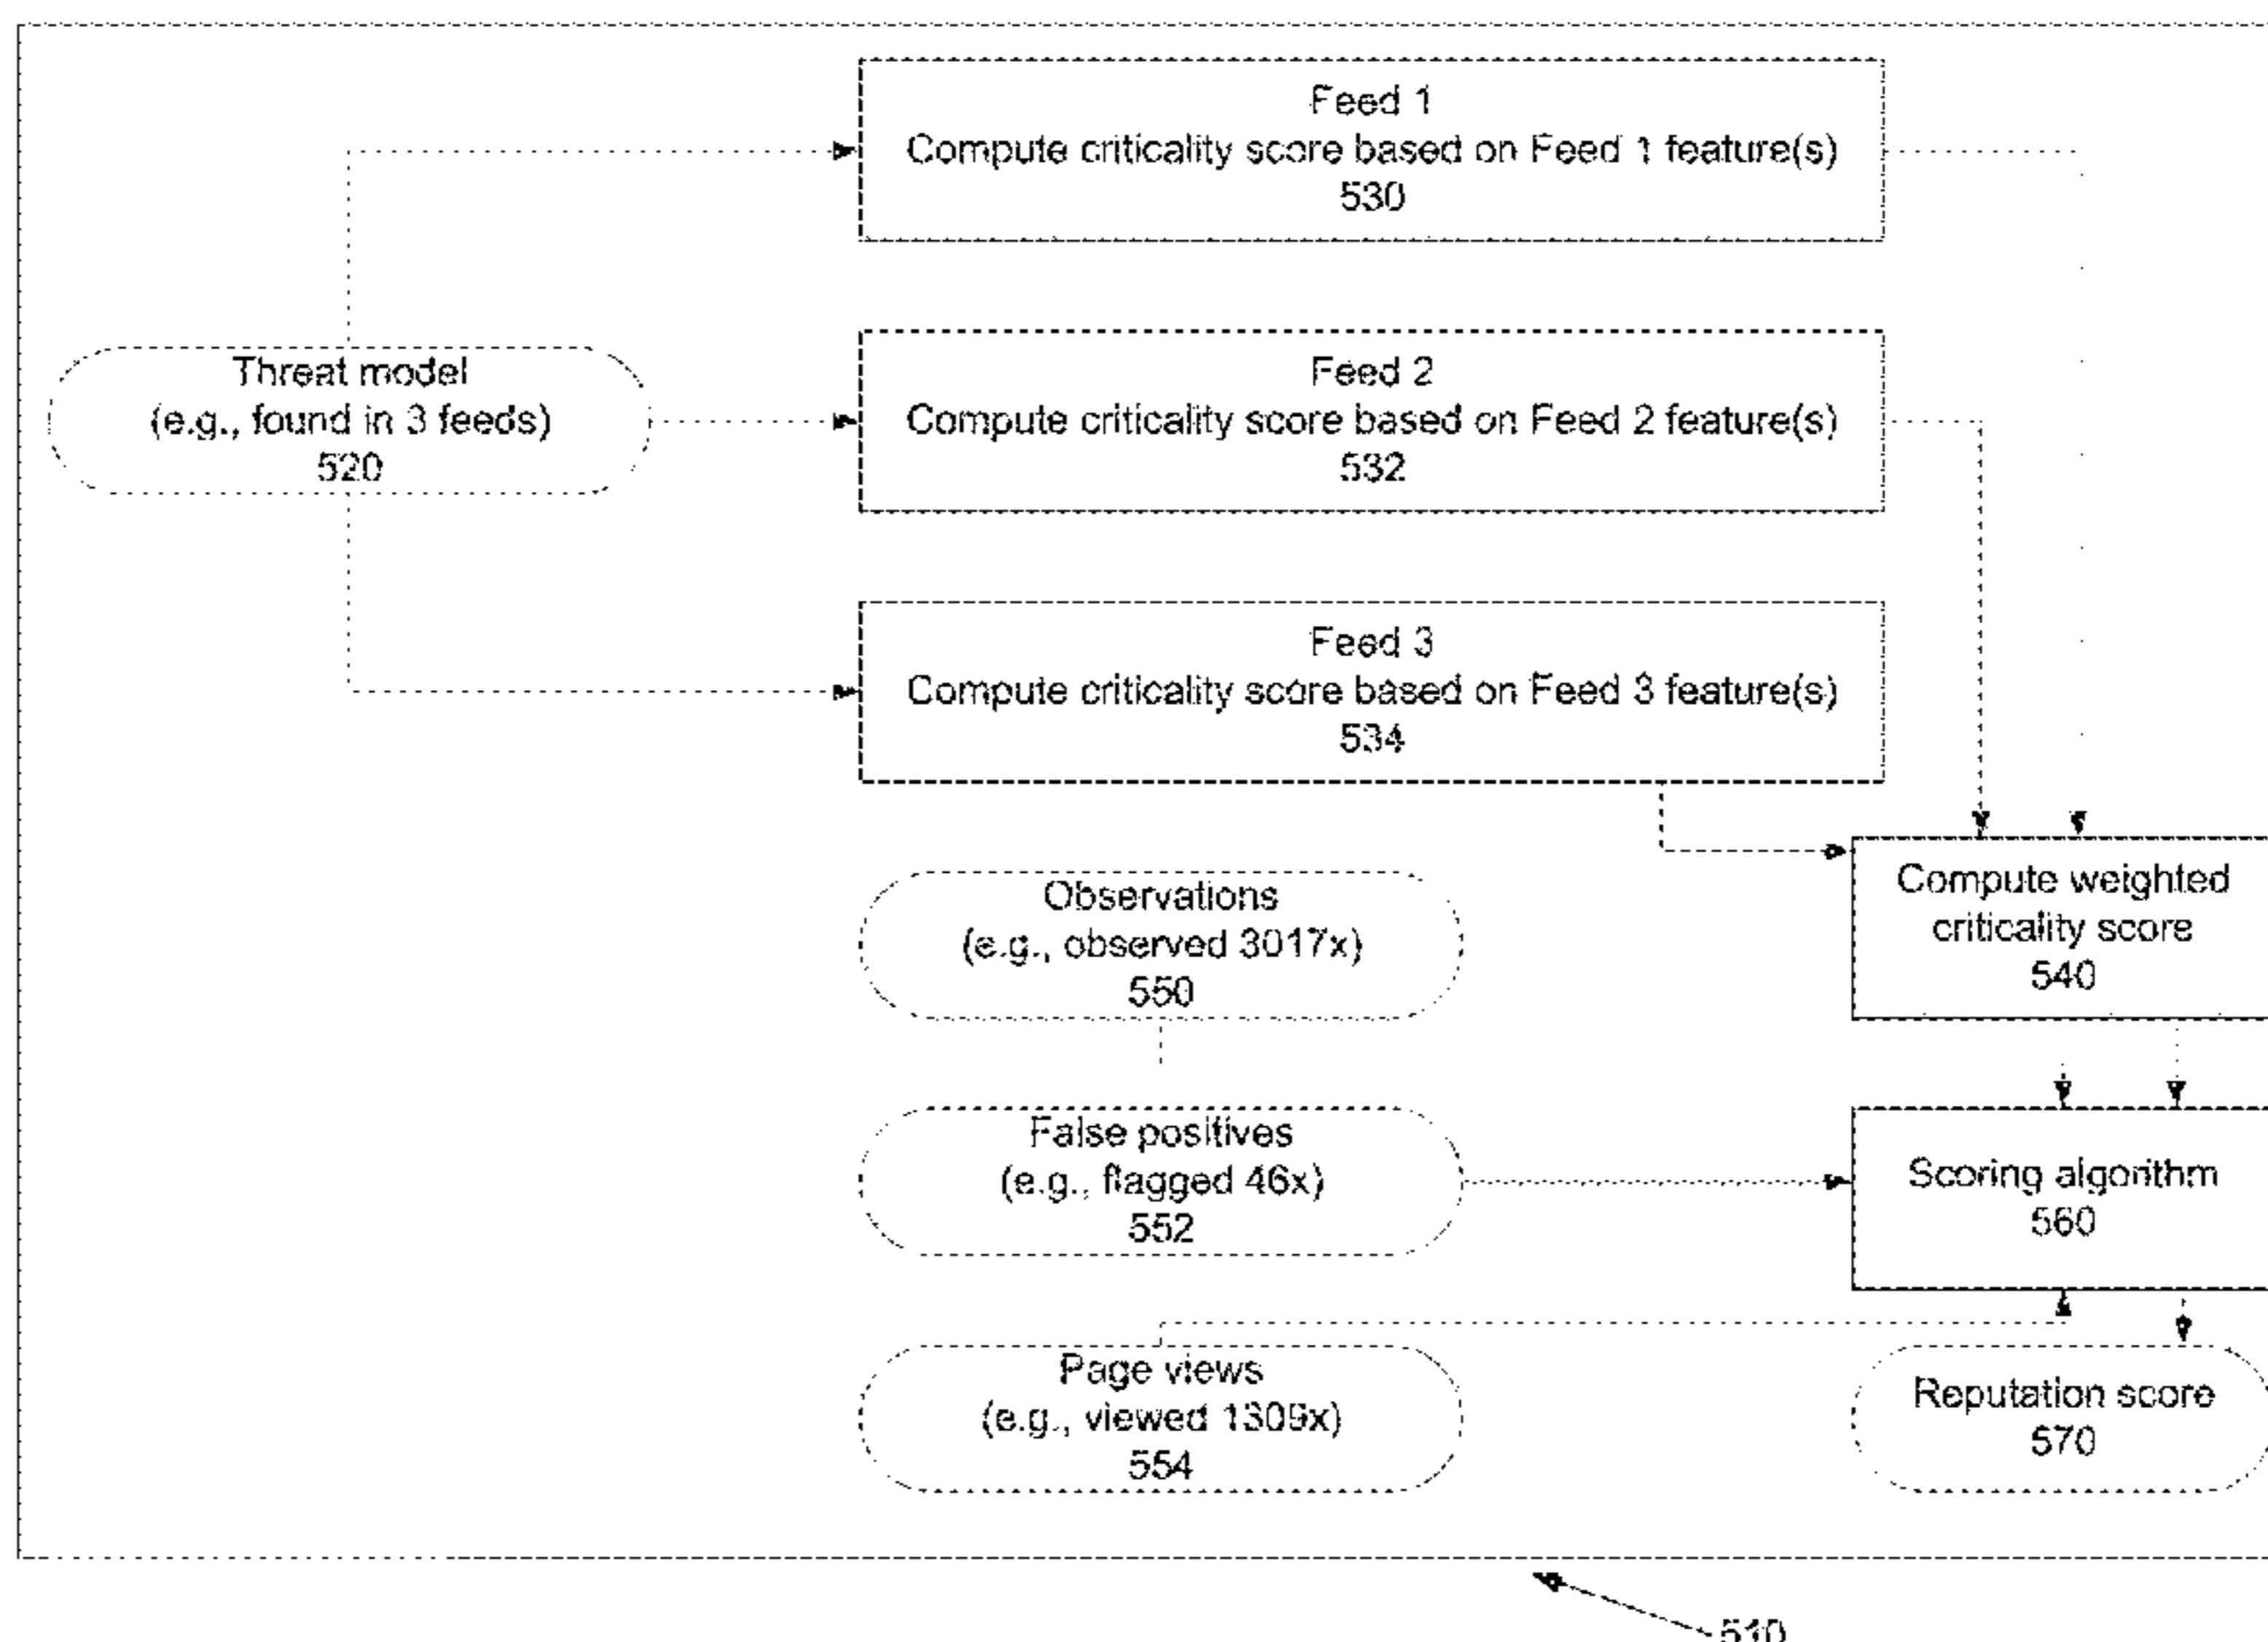 Feed 1
Compute criticality score based on Feed 1 feature(s)
530
Threat model
(e.g., found in 3 feeds)
520
Feed 2
Compute criticality score based on Feed 2 feature(s)
532
Feed 3
Compute criticality score based on Feed 3 feature(s)
534
Observations
(e.g., observed 3017x)
550
Compute weighted
criticality score
540
False positives
(e.g., flagged 46x)
552
Scoring algorithm
560
Page views
(e.g., viewed 1309x)
554
Reputation score
570
510